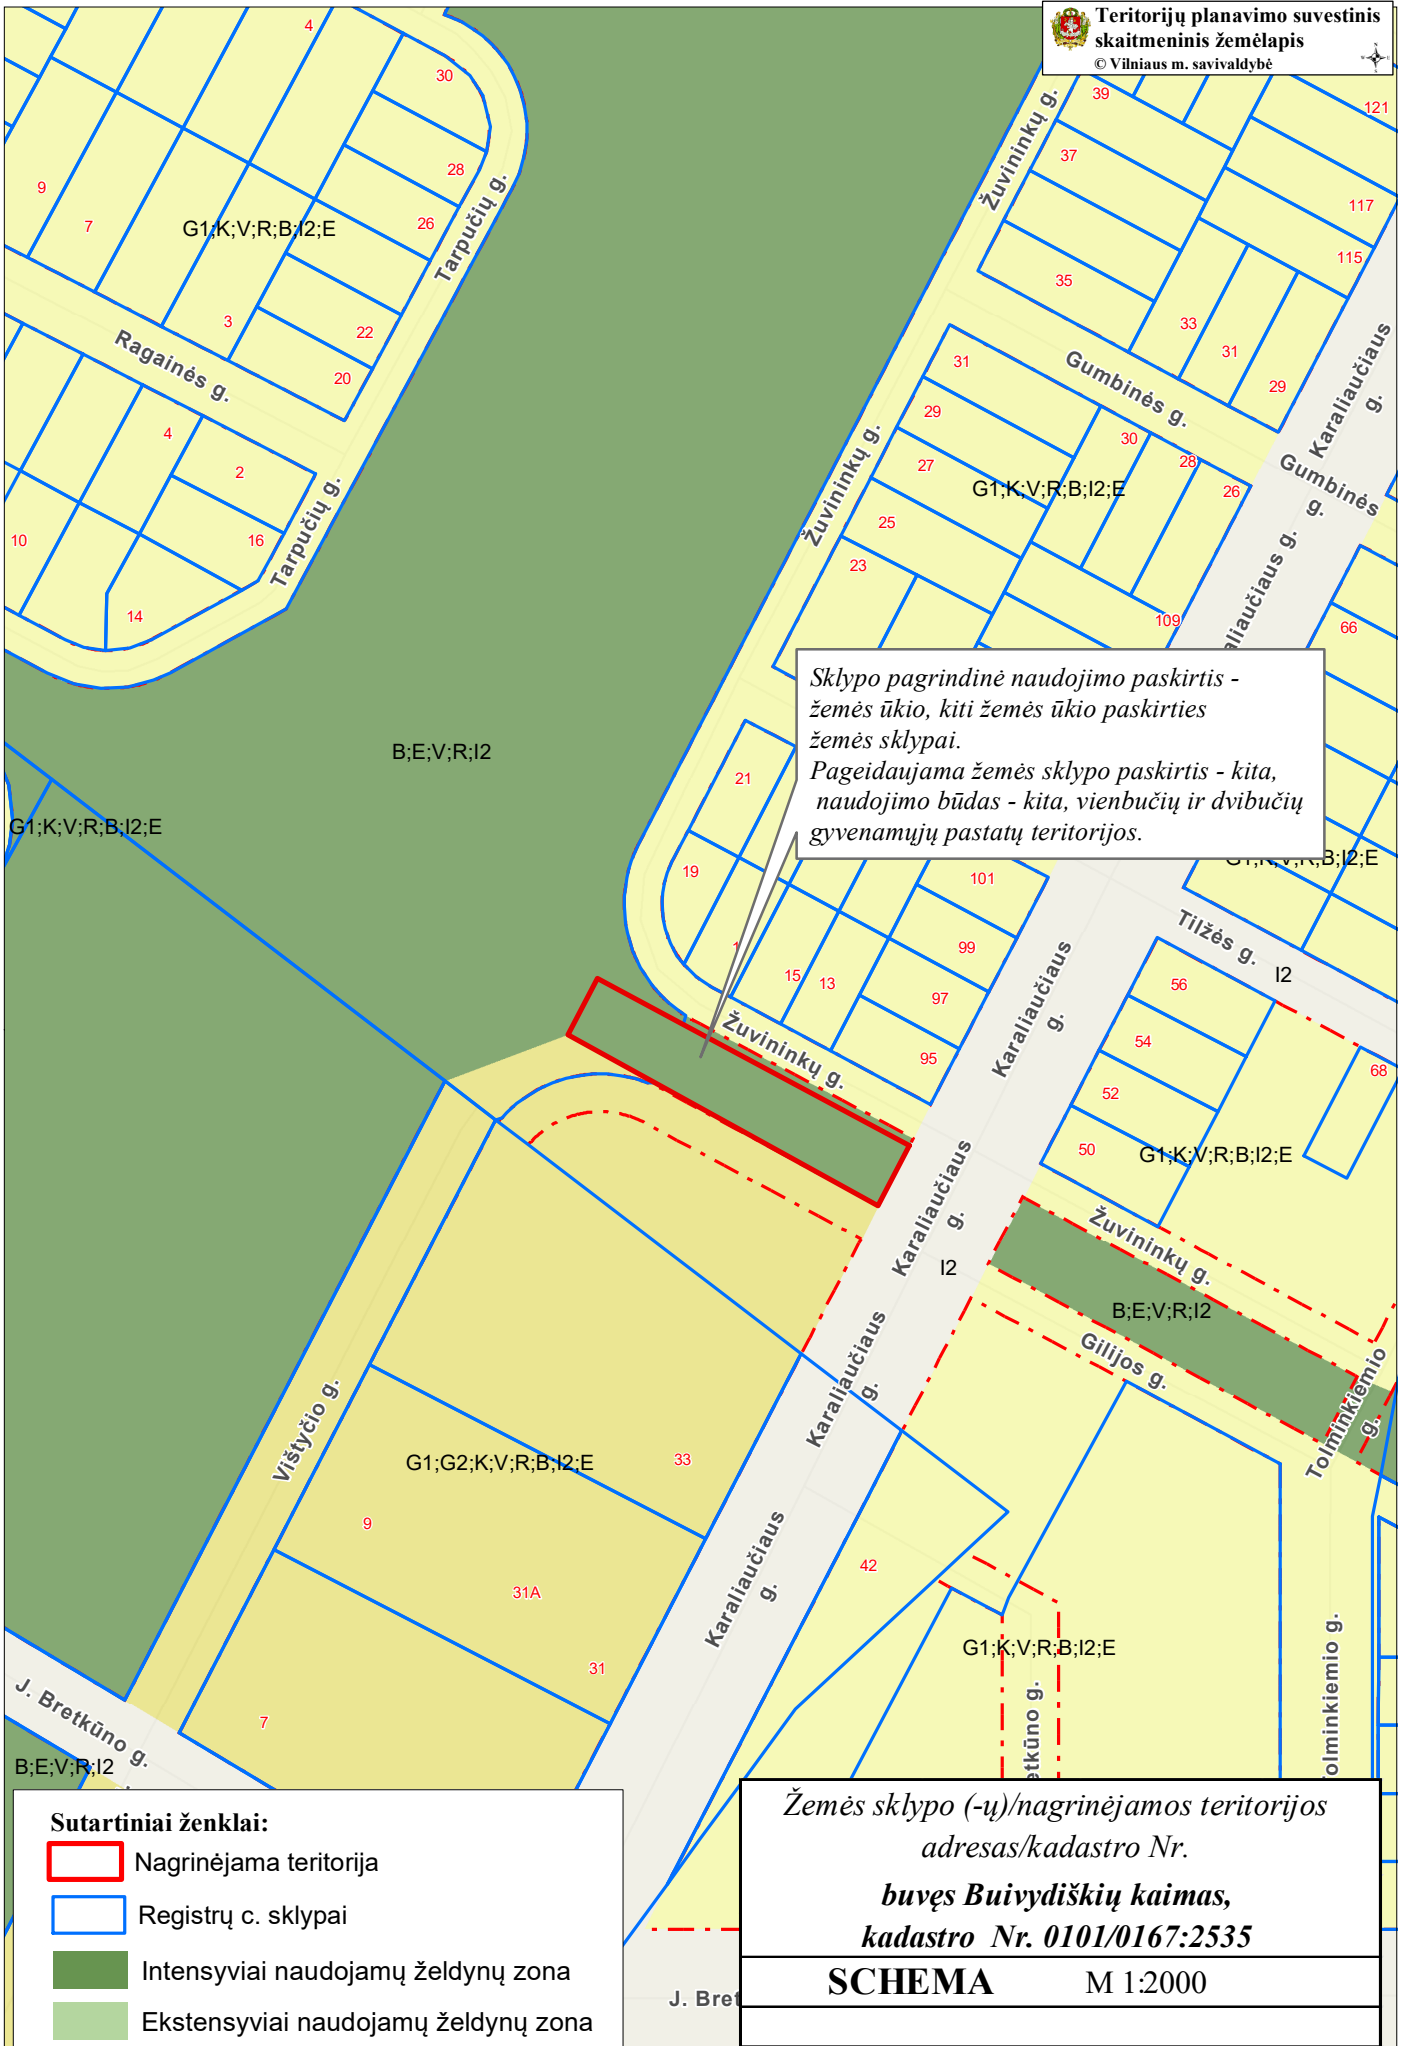 Teritorijų planavimo suvestinis
skaitmeninis žemėlapis
© Vilniaus m. savivaldybė
4
30
39
121
28
37
9
7
26
117
G1;K;V;R;B;I2;E
Tarpučių g.
Žuvininkų g.
115
35
3
22
33
31
20
29
Ragainės g.
Gumbinės g.
Karaliaučiaus
g.
31
29
4
30
28
2
27
26
G1;K;V;R;B;I2;E
Gumbinės
g.
Žuvininkų g.
Tarpučių g.
10
16
25
23
14
109
aliaučiaus g.
66
Sklypo pagrindinė naudojimo paskirtis -
žemės ūkio, kiti žemės ūkio paskirties
žemės sklypai.
Pageidaujama žemės sklypo paskirtis - kita,
naudojimo būdas - kita, vienbučių ir dvibučių
gyvenamųjų pastatų teritorijos.
B;E;V;R;I2
21
G1;K;V;R;B;I2;E
G1;K;V;R;B;I2;E
19
101
Tilžės g.
1
99
I2
15
13
97
56
Karaliaučiaus
g.
Žuvininkų g.
95
54
68
52
50
G1;K;V;R;B;I2;E
Karaliaučiaus
g.
Žuvininkų g.
I2
B;E;V;R;I2
Gilijos g.
Karaliaučiaus
g.
Tolminkiemio
g.
Vištyčio g.
G1;G2;K;V;R;B;I2;E
33
9
Karaliaučiaus
g.
42
31A
G1;K;V;R;B;I2;E
31
olminkiemio g.
7
etkūno g.
J. Bretkūno g.
B;E;V;R;I2
Sutartiniai ženklai:
Nagrinėjama teritorija
Registrų c. sklypai
Intensyviai naudojamų želdynų zona
Ekstensyviai naudojamų želdynų zona
J. Bret
Žemės sklypo (-ų)/nagrinėjamos teritorijos
adresas/kadastro Nr.
buvęs Buivydiškių kaimas,
kadastro Nr. 0101/0167:2535
SCHEMA M 1:2000